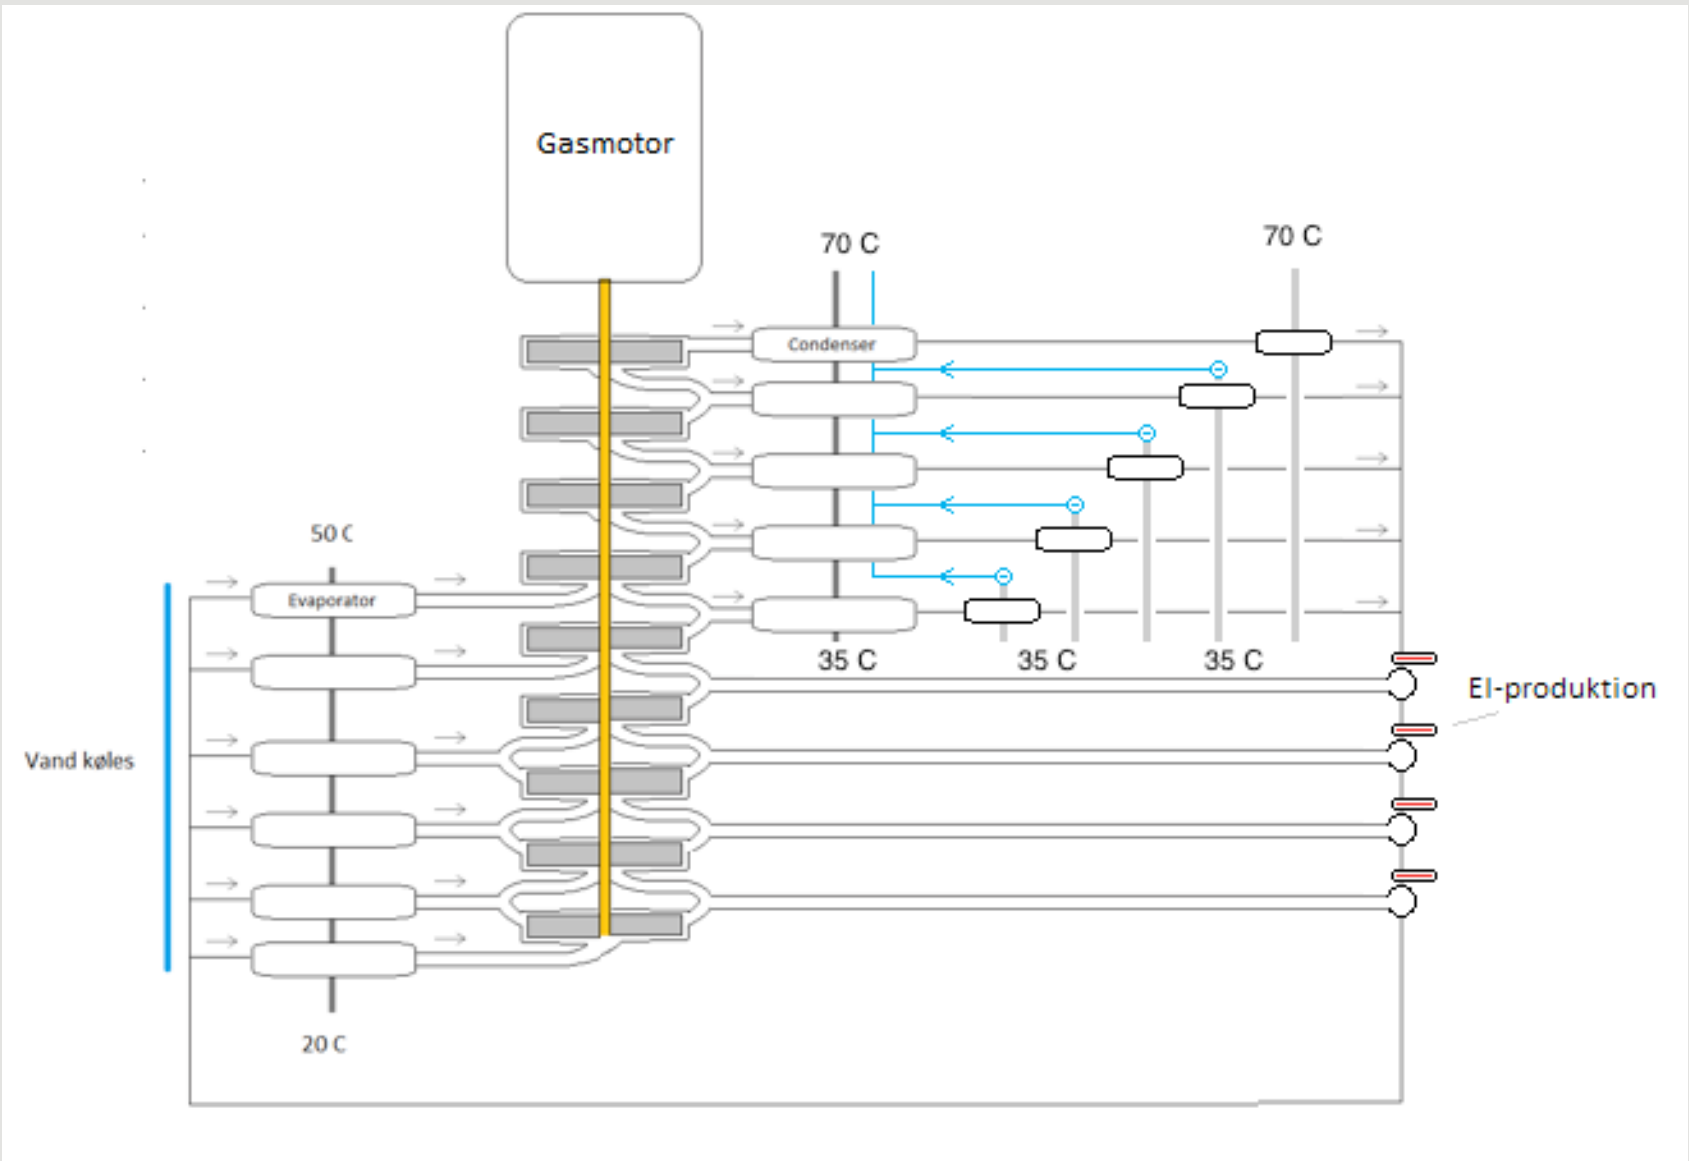 Gasmotor
70 C
70 C
Condenser
50 C
Evaporator
35 C
35 C
35 C
El-produktion
Vand køles
20 C